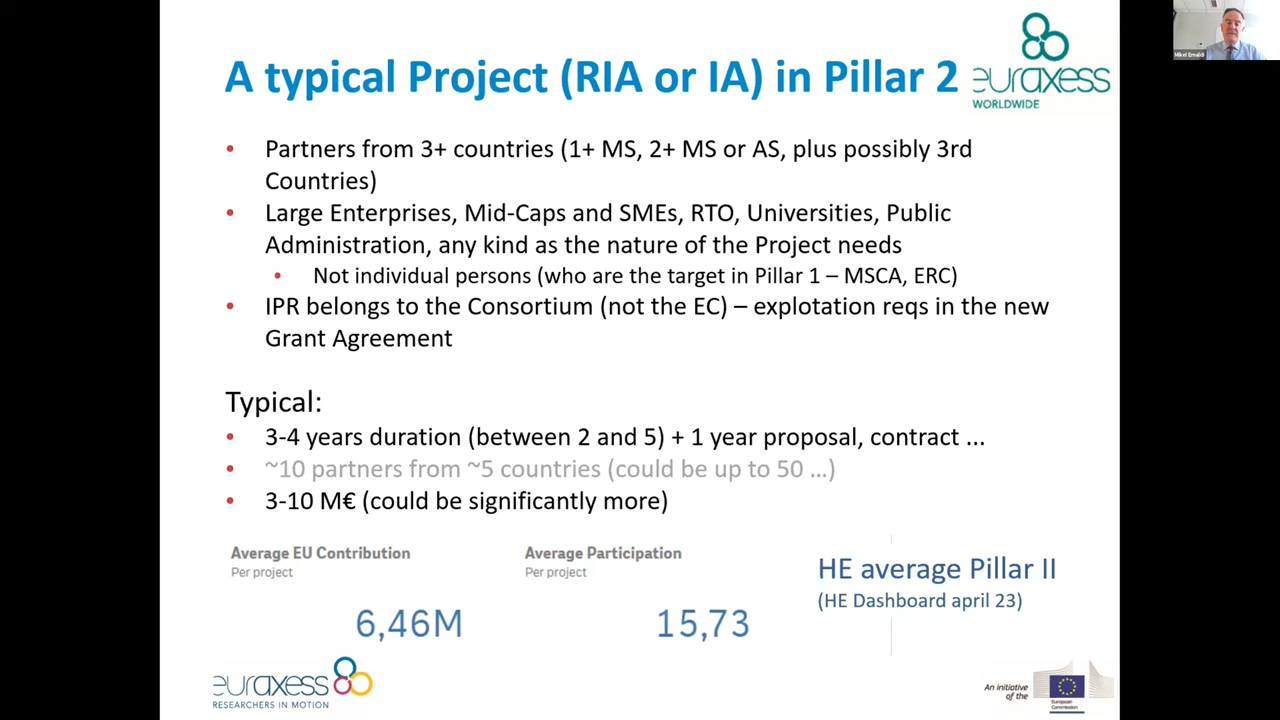 A typical Project (RIA or IA) in Pillar 2
euraxess
WORLDWIDE
Mikel Emaldi
• Partners from 3+ countries (1+ MS, 2+ MS or AS, plus possibly 3rd
Countries)
• Large Enterprises, Mid-Caps and SMEs, RTO, Universities, Public
Administration, any kind as the nature of the Project needs
• Not individual persons (who are the target in Pillar 1 – MSCA, ERC)
• IPR belongs to the Consortium (not the EC) – explotation reqs in the new
Grant Agreement
Typical:
• 3-4 years duration (between 2 and 5) + 1 year proposal, contract ...
• ~10 partners from ~5 countries (could be up to 50 ...)
• 3-10 M€ (could be significantly more)
Average EU Contribution
Per project
6,46M
Average Participation
Per project
15,73
HE average Pillar II
(HE Dashboard april 23)
euraxess
RESEARCHERS IN MOTION
An initiative
of the
European
Commission